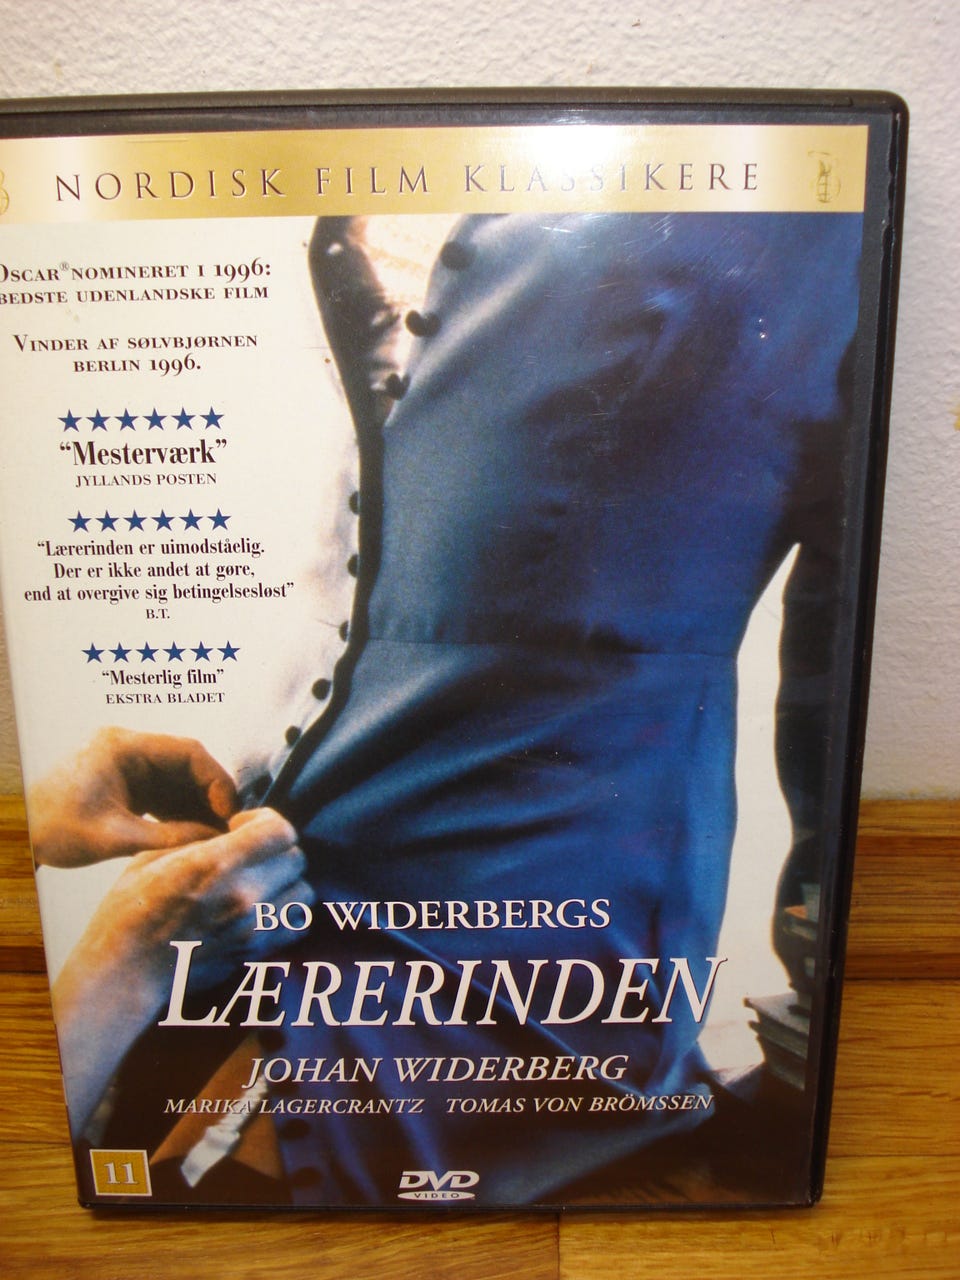 NORDISK FILM KLASSIKERE
OSCAR® NOMINERET I 1996:
BEDSTE UDENLANDSKE FILM
VINDER AF SØLVBJØRNEN
BERLIN 1996.
★★★★★★
“Mesterværk”
JYLLANDS POSTEN
★★★★★★
“Lærerinden er uimodståelig.
Der er ikke andet at gøre,
end at overgive sig betingelsesløst”
B.T.
★★★★★★
“Mesterlig film”
EKSTRA BLADET
BO WIDERBERGS
LÆRERINDEN
JOHAN WIDERBERG
MARIKA LAGERCRANTZ TOMAS VON BRÖMSSEN
11
DVD
VIDEO